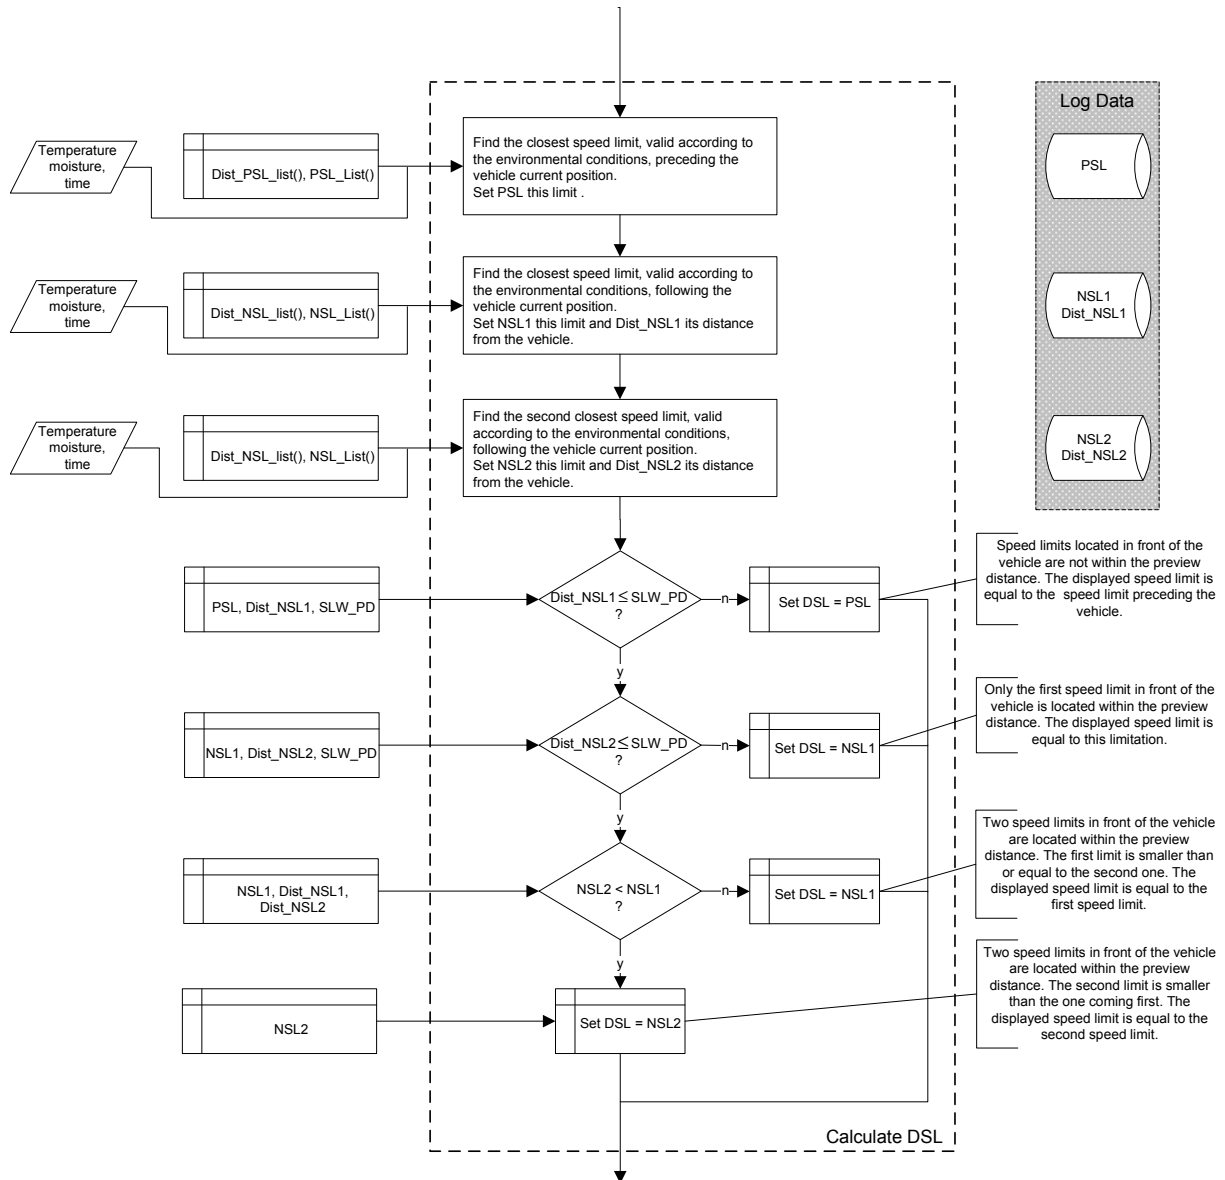 Log Data
Temperature
moisture,
time
Dist_PSL_list(), PSL_List()
Find the closest speed limit, valid according to
the environmental conditions, preceding the
vehicle current position.
Set PSL this limit .
PSL
Temperature
moisture,
time
Dist_NSL_list(), NSL_List()
Find the closest speed limit, valid according to
the environmental conditions, following the
vehicle current position.
Set NSL1 this limit and Dist_NSL1 its distance
from the vehicle.
NSL1
Dist_NSL1
Temperature
moisture,
time
Dist_NSL_list(), NSL_List()
Find the second closest speed limit, valid
according to the environmental conditions,
following the vehicle current position.
Set NSL2 this limit and Dist_NSL2 its distance
from the vehicle.
NSL2
Dist_NSL2
PSL, Dist_NSL1, SLW_PD
Dist_NSL1≤SLW_PD
?
n
Set DSL = PSL
Speed limits located in front of the
vehicle are not within the preview
distance. The displayed speed limit is
equal to the speed limit preceding the
vehicle.
y
NSL1, Dist_NSL2, SLW_PD
Dist_NSL2≤SLW_PD
?
n
Set DSL = NSL1
Only the first speed limit in front of the
vehicle is located within the preview
distance. The displayed speed limit is
equal to this limitation.
y
NSL1, Dist_NSL1,
Dist_NSL2
NSL2 < NSL1
?
n
Set DSL = NSL1
Two speed limits in front of the vehicle
are located within the preview
distance. The first limit is smaller than
or equal to the second one. The
displayed speed limit is equal to the
first speed limit.
y
NSL2
Set DSL = NSL2
Two speed limits in front of the vehicle
are located within the preview
distance. The second limit is smaller
than the one coming first. The
displayed speed limit is equal to the
second speed limit.
Calculate DSL